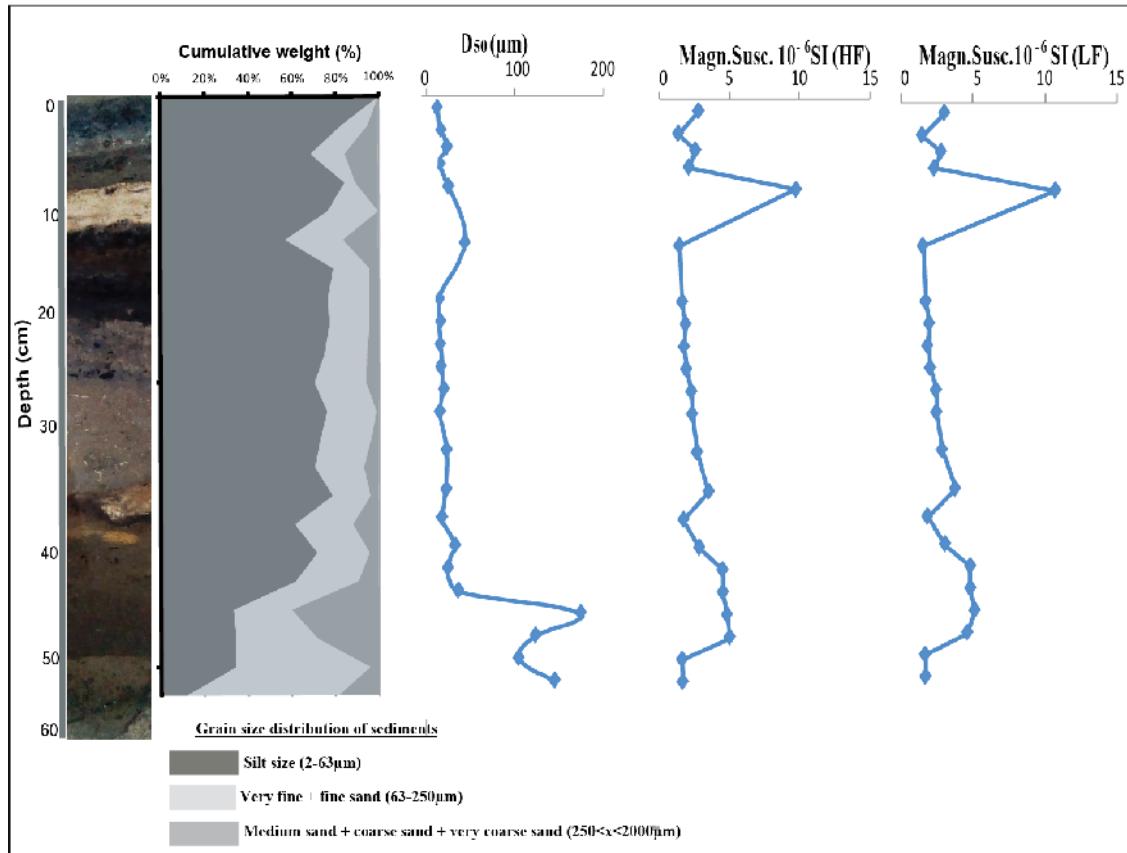 Cumulative weight (%)
0% 20% 40% 60% 80% 100%
D50 (µm)
0 100 200
Magn.Susc. 10-6SI (HF)
0 5 10 15
Magn.Susc.10-6 SI (LF)
0 5 10 15
Depth (cm)
0
10
20
30
40
50
60
Grain size distribution of sediments
Silt size (2-63µm)
Very fine + fine sand (63-250µm)
Medium sand + coarse sand + very coarse sand (250<x<2000µm)